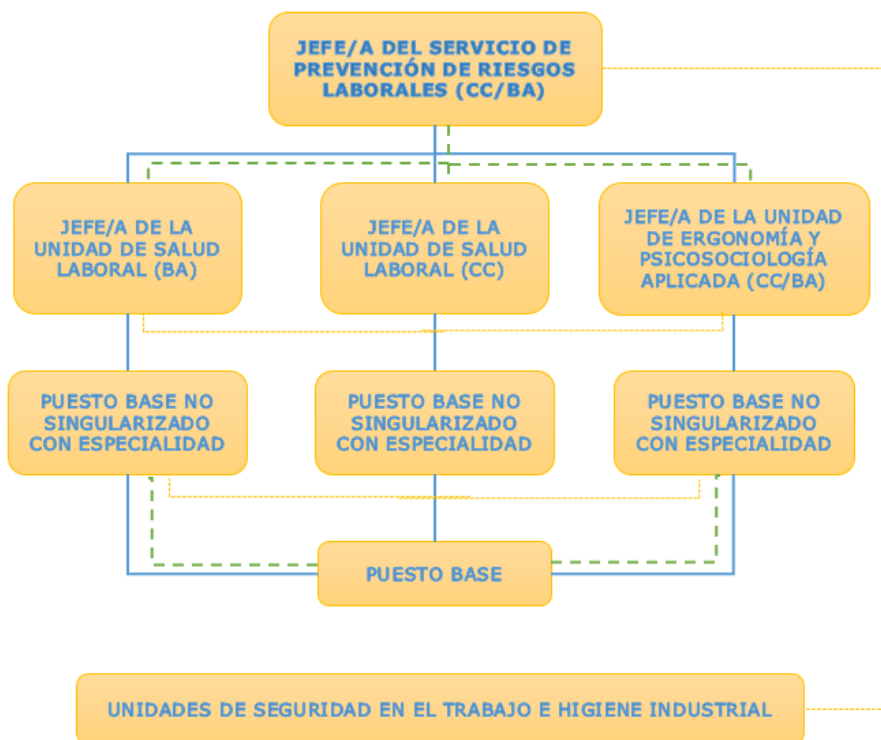 JEFE/A DEL SERVICIO DE
PREVENCIÓN DE RIESGOS
LABORALES (CC/BA)
JEFE/A DE LA
UNIDAD DE SALUD
LABORAL (BA)
JEFE/A DE LA
UNIDAD DE SALUD
LABORAL (CC)
JEFE/A DE LA UNIDAD
DE ERGONOMÍA Y
PSICOSOCIOLOGÍA
APLICADA (CC/BA)
PUESTO BASE NO
SINGULARIZADO
CON ESPECIALIDAD
PUESTO BASE NO
SINGULARIZADO
CON ESPECIALIDAD
PUESTO BASE NO
SINGULARIZADO
CON ESPECIALIDAD
PUESTO BASE
UNIDADES DE SEGURIDAD EN EL TRABAJO E HIGIENE INDUSTRIAL